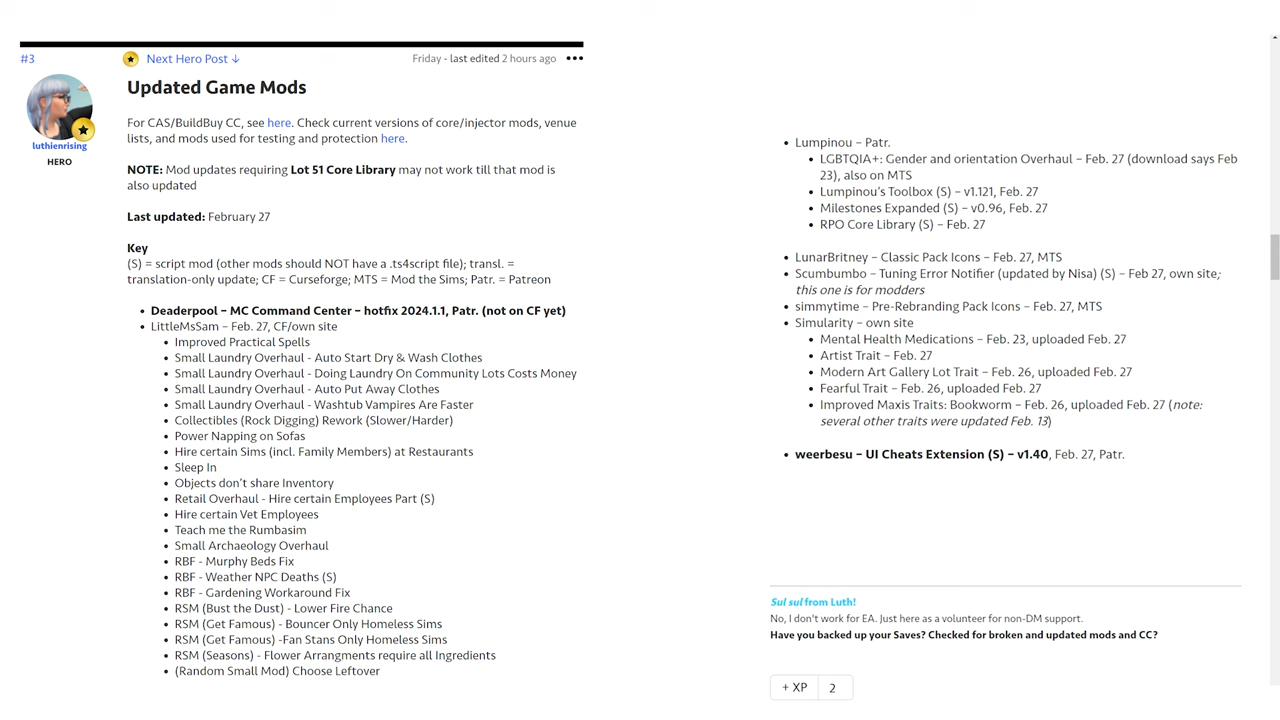 #3
Next Hero Post ↓
Friday - last edited 2 hours ago
luthienrising
HERO
Updated Game Mods
For CAS/BuildBuy CC, see here. Check current versions of core/injector mods, venue
lists, and mods used for testing and protection here.
NOTE: Mod updates requiring Lot 51 Core Library may not work till that mod is
also updated
Last updated: February 27
Key
(S) = script mod (other mods should NOT have a .ts4script file); transl. =
translation-only update; CF = Curseforge; MTS = Mod the Sims; Patr. = Patreon
• Deaderpool – MC Command Center – hotfix 2024.1.1, Patr. (not on CF yet)
• LittleMsSam – Feb. 27, CF/own site
• Improved Practical Spells
• Small Laundry Overhaul - Auto Start Dry & Wash Clothes
• Small Laundry Overhaul - Doing Laundry On Community Lots Costs Money
• Small Laundry Overhaul - Auto Put Away Clothes
• Small Laundry Overhaul - Washtub Vampires Are Faster
• Collectibles (Rock Digging) Rework (Slower/Harder)
• Power Napping on Sofas
• Hire certain Sims (incl. Family Members) at Restaurants
• Sleep In
• Objects don't share Inventory
• Retail Overhaul - Hire certain Employees Part (S)
• Hire certain Vet Employees
• Teach me the Rumbasim
• Small Archaeology Overhaul
• RBF - Murphy Beds Fix
• RBF - Weather NPC Deaths (S)
• RBF - Gardening Workaround Fix
• RSM (Bust the Dust) - Lower Fire Chance
• RSM (Get Famous) - Bouncer Only Homeless Sims
• RSM (Get Famous) -Fan Stans Only Homeless Sims
• RSM (Seasons) - Flower Arrangments require all Ingredients
• (Random Small Mod) Choose Leftover
• Lumpinou – Patr.
• LGBTQIA+: Gender and orientation Overhaul – Feb. 27 (download says Feb
23), also on MTS
• Lumpinou's Toolbox (S) – v1.121, Feb. 27
• Milestones Expanded (S) – v0.96, Feb. 27
• RPO Core Library (S) – Feb. 27
• LunarBritney – Classic Pack Icons – Feb. 27, MTS
• Scumbumbo – Tuning Error Notifier (updated by Nisa) (S) – Feb 27, own site;
this one is for modders
• simmytime – Pre-Rebranding Pack Icons – Feb. 27, MTS
• Simularity – own site
• Mental Health Medications – Feb. 23, uploaded Feb. 27
• Artist Trait – Feb. 27
• Modern Art Gallery Lot Trait – Feb. 26, uploaded Feb. 27
• Fearful Trait – Feb. 26, uploaded Feb. 27
• Improved Maxis Traits: Bookworm – Feb. 26, uploaded Feb. 27 (note:
several other traits were updated Feb. 13)
• weerbesu – UI Cheats Extension (S) – v1.40, Feb. 27, Patr.
Sul sul from Luth!
No, I don't work for EA. Just here as a volunteer for non-DM support.
Have you backed up your Saves? Checked for broken and updated mods and CC?
+ XP 2